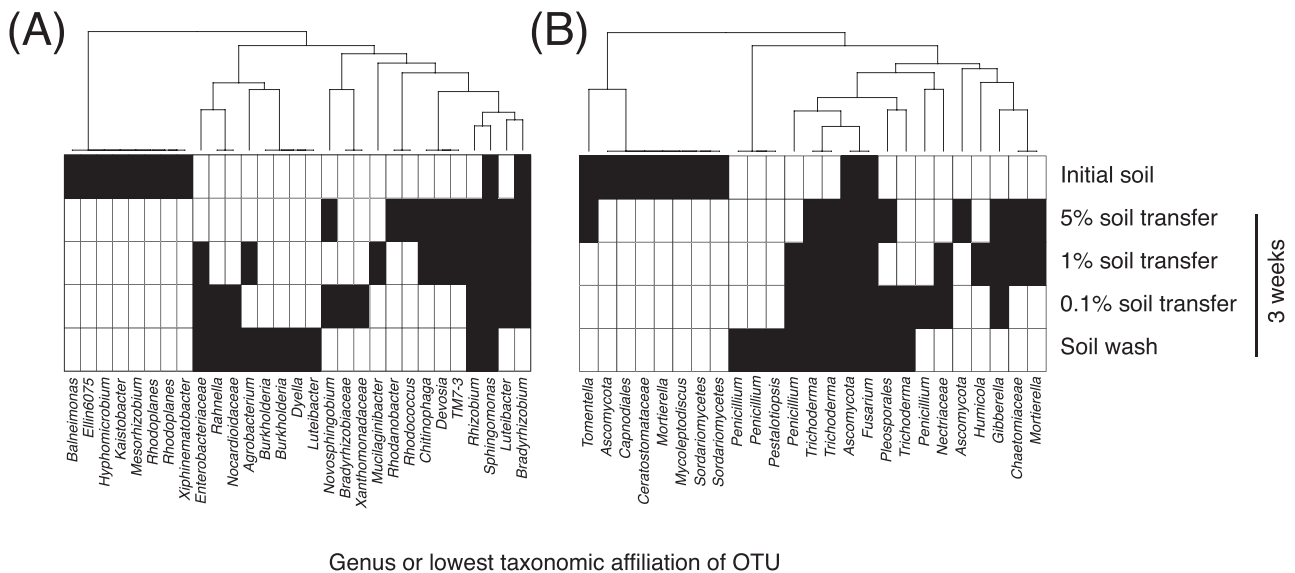 (A)
(B)
Initial soil
5% soil transfer
1% soil transfer
0.1% soil transfer
Soil wash
3 weeks
Balneimonas
Ellin6075
Hyphomicrobium
Kaistobacter
Mesorhizobium
Rhodoplanes
Rhodoplanes
Xiphinematobacter
Enterobacteriaceae
Rahnella
Nocardioidaceae
Agrobacterium
Burkholderia
Burkholderia
Dyella
Luteibacter
Novosphingobium
Bradyrhizobiaceae
Xanthomonadaceae
Mucilaginibacter
Rhodanobacter
Rhodococcus
Chitinophaga
Devosia
TM7-3
Rhizobium
Sphingomonas
Luteibacter
Bradyrhizobium
Tomentella
Ascomycota
Capnodiales
Ceratostomataceae
Mortierella
Mycoleptodiscus
Sordariomycetes
Sordariomycetes
Penicillium
Penicillium
Pestalotiopsis
Penicillium
Trichoderma
Trichoderma
Ascomycota
Fusarium
Pleosporales
Trichoderma
Penicillium
Nectriaceae
Ascomycota
Humicola
Gibberella
Chaetomiaceae
Mortierella
Genus or lowest taxonomic affiliation of OTU